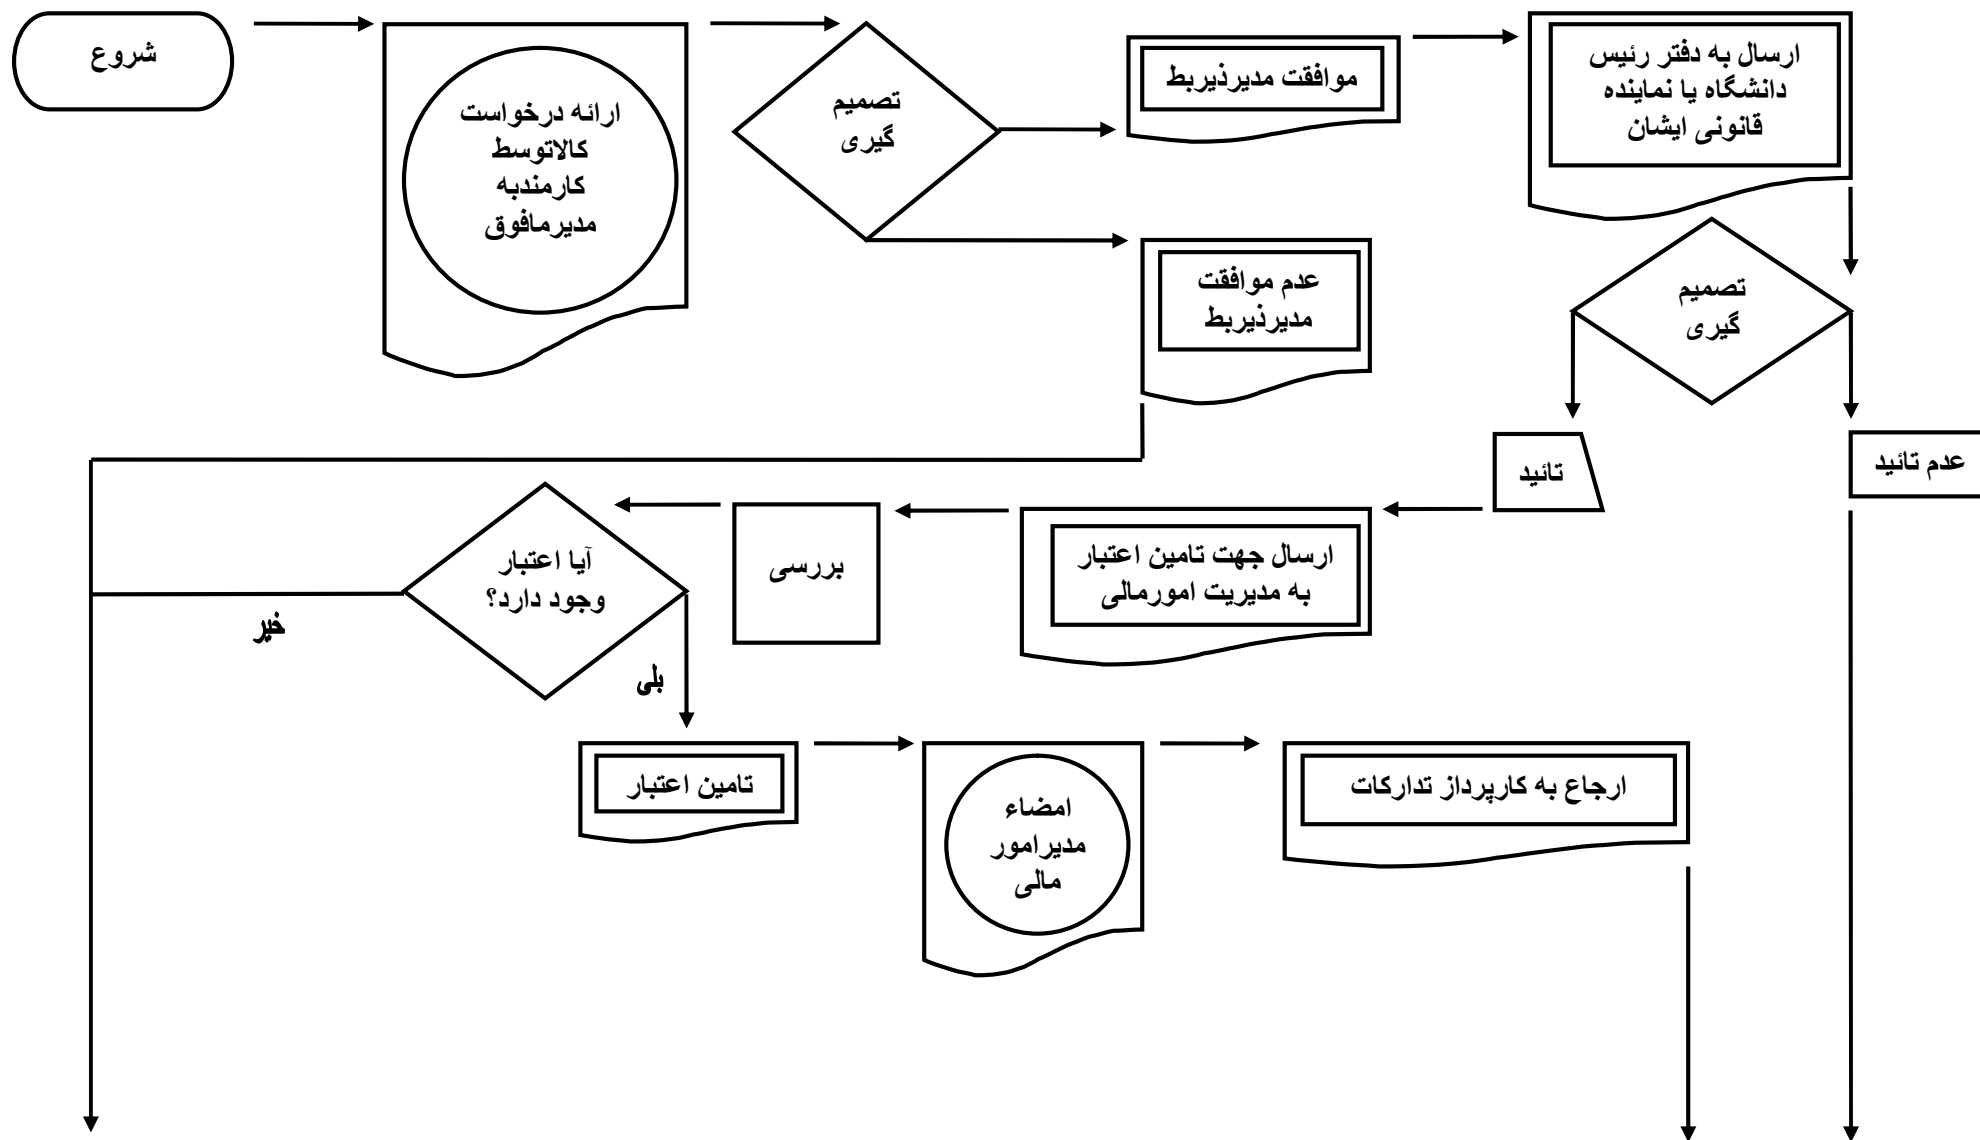 شروع
ارائه درخواست
کالاتوسط
کارمندبه
مدیرمافوق
تصمیم
گیری
موافقت مدیرذیربط
ارسال به دفتر رئیس
دانشگاه یا نماینده
قانونی ایشان
عدم موافقت
مدیرذیربط
تصمیم
گیری
تائید
عدم تائید
ارسال جهت تامین اعتبار
به مدیریت امورمالی
بررسی
آیا اعتبار
وجود دارد؟
خیر
بلی
تامین اعتبار
امضاء
مدیرامور
مالی
ارجاع به کارپرداز تدارکات